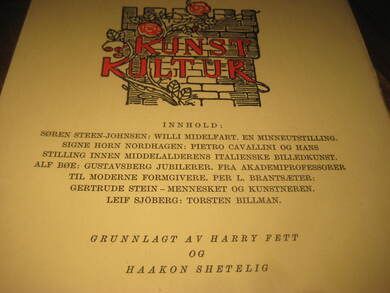 KUNST
OG
KULTUR
INNHOLD:
SØREN STEEN-JOHNSEN: WILLI MIDELFART. EN MINNEUTSTILLING.
SIGNE HORN NORDHAGEN: PIETRO CAVALLINI OG HANS
STILLING INNEN MIDDELALDERENS ITALIENSKE BILLEDKUNST.
ALF BØE: GUSTAVSBERG JUBILERER. FRA AKADEMIPROFESSORER
TIL MODERNE FORMGIVERE. PER L. BRANTSÆTER:
GERTRUDE STEIN – MENNESKET OG KUNSTNEREN.
LEIF SJÖBERG: TORSTEN BILLMAN.
GRUNNLAGT AV HARRY FETT
OG
HAAKON SHETELIG